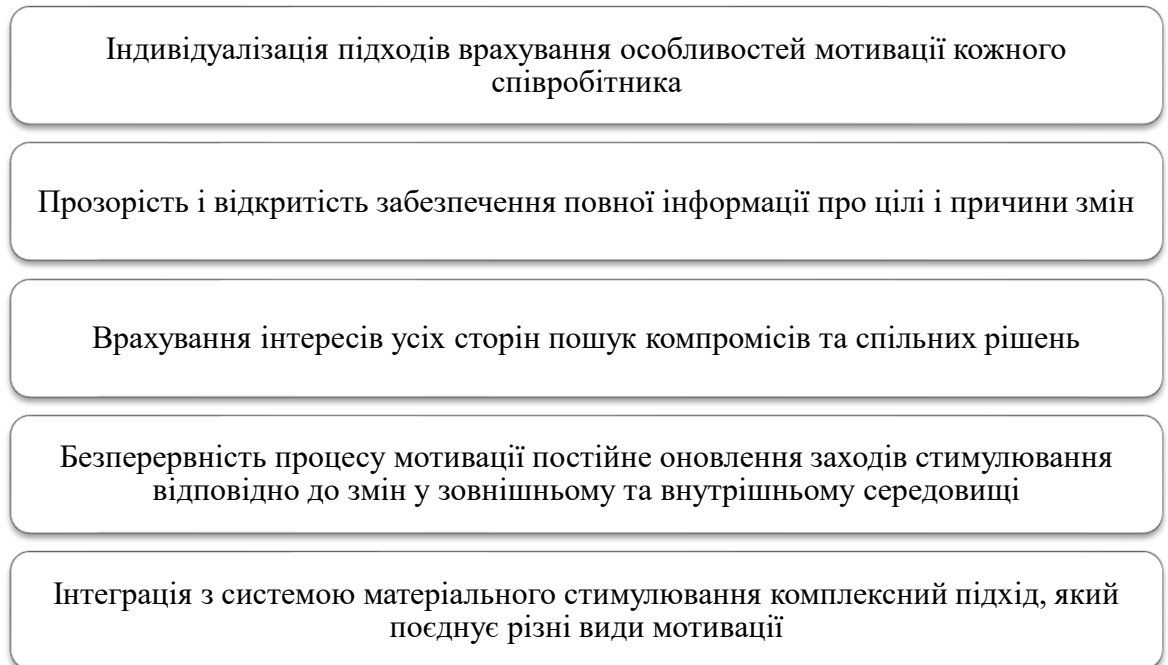 Індивідуалізація підходів врахування особливостей мотивації кожного
співробітника
Прозорість і відкритість забезпечення повної інформації про цілі і причини змін
Врахування інтересів усіх сторін пошук компромісів та спільних рішень
Безперервність процесу мотивації постійне оновлення заходів стимулювання
відповідно до змін у зовнішньому та внутрішньому середовищі
Інтеграція з системою матеріального стимулювання комплексний підхід, який
поєднує різні види мотивації